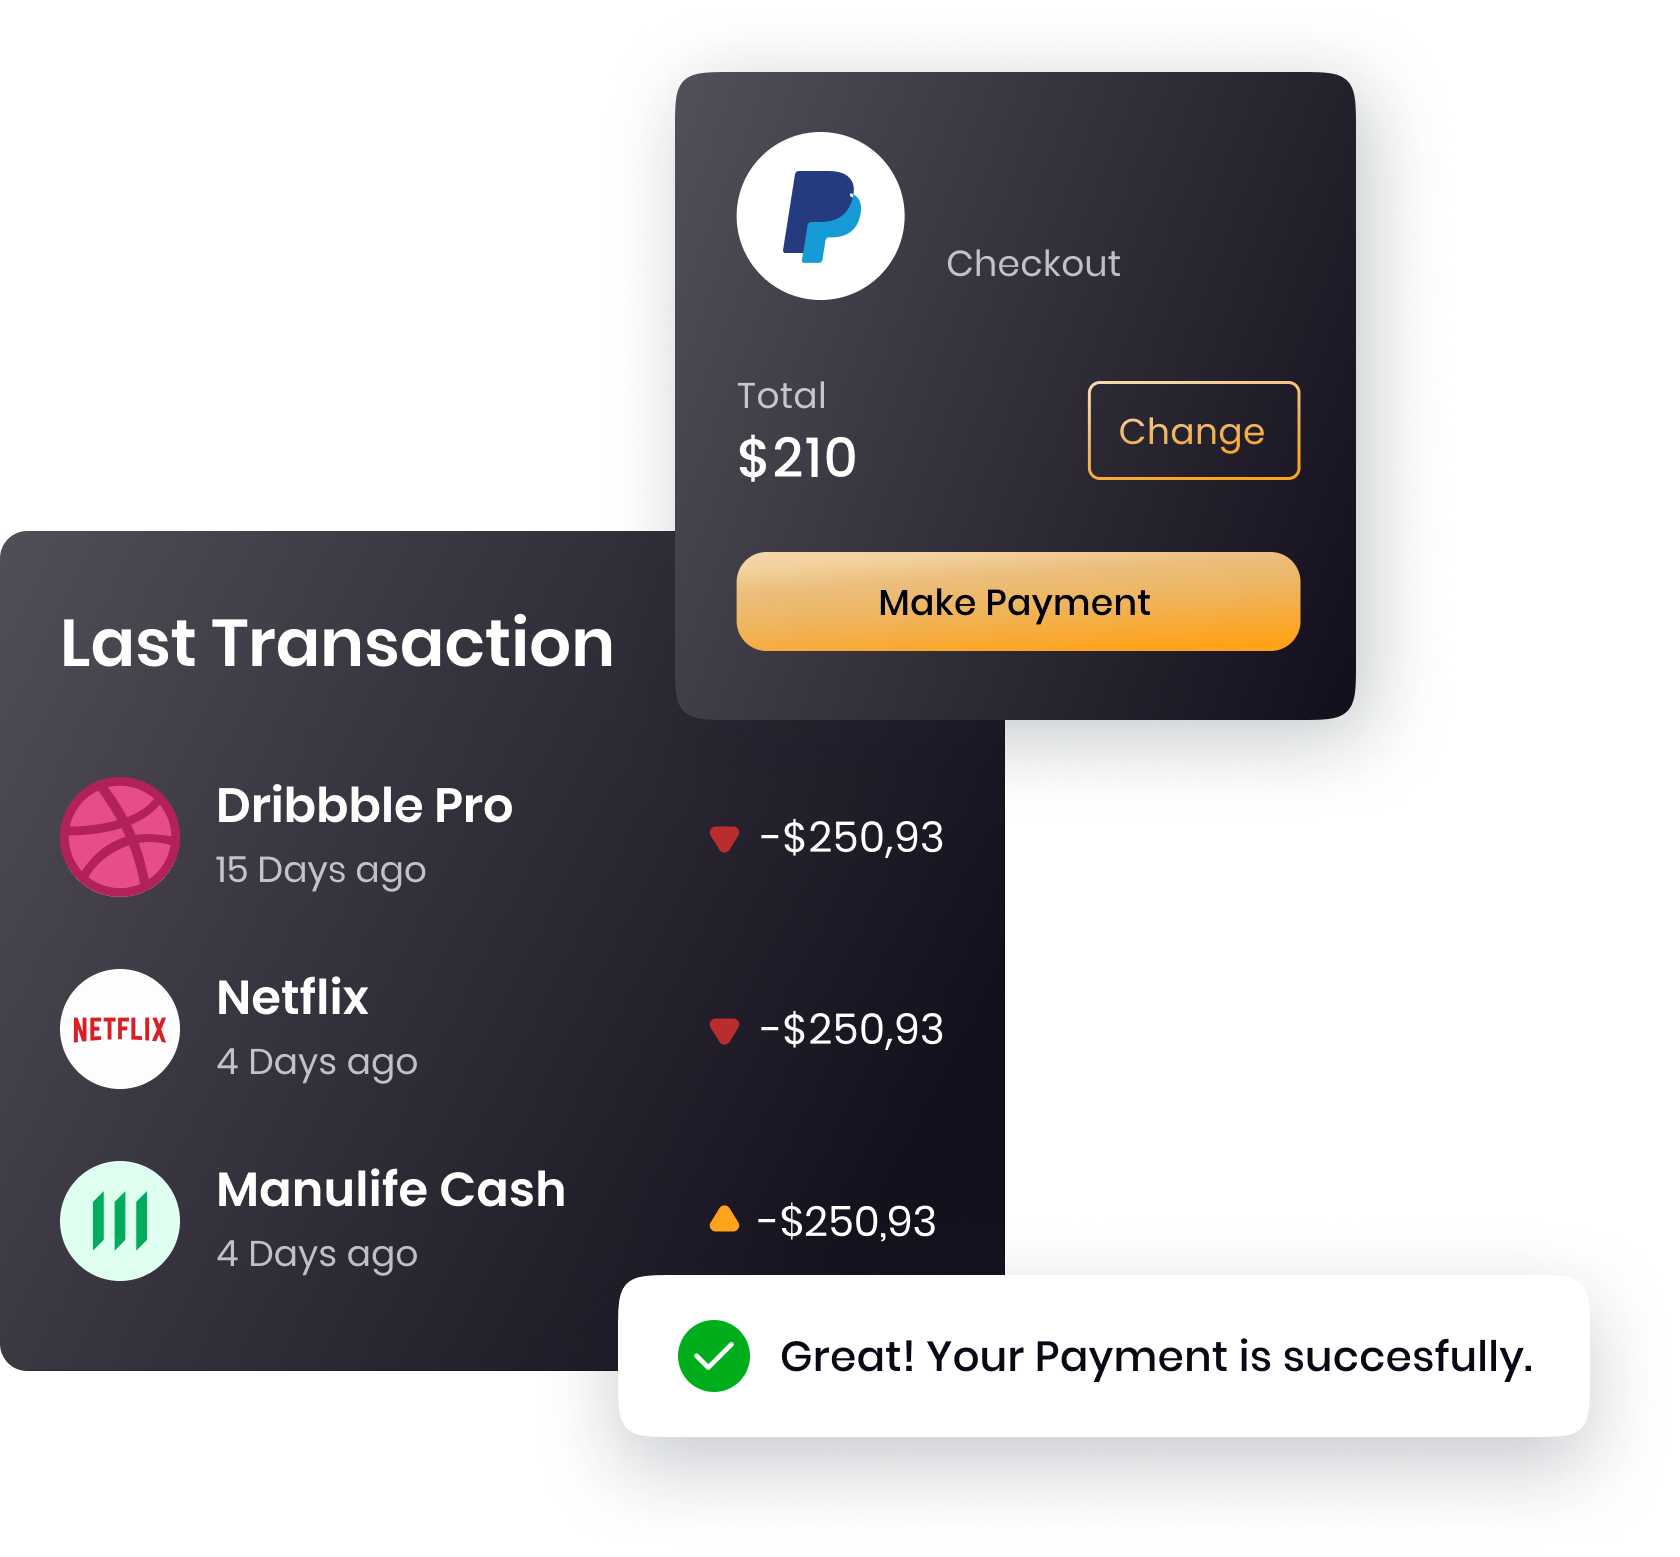 Checkout
Total
$210
Change
Make Payment
Last Transaction
Dribbble Pro
15 Days ago
-$250,93
NETFLIX
Netflix
4 Days ago
-$250,93
Manulife Cash
4 Days ago
-$250,93
Great! Your Payment is succesfully.